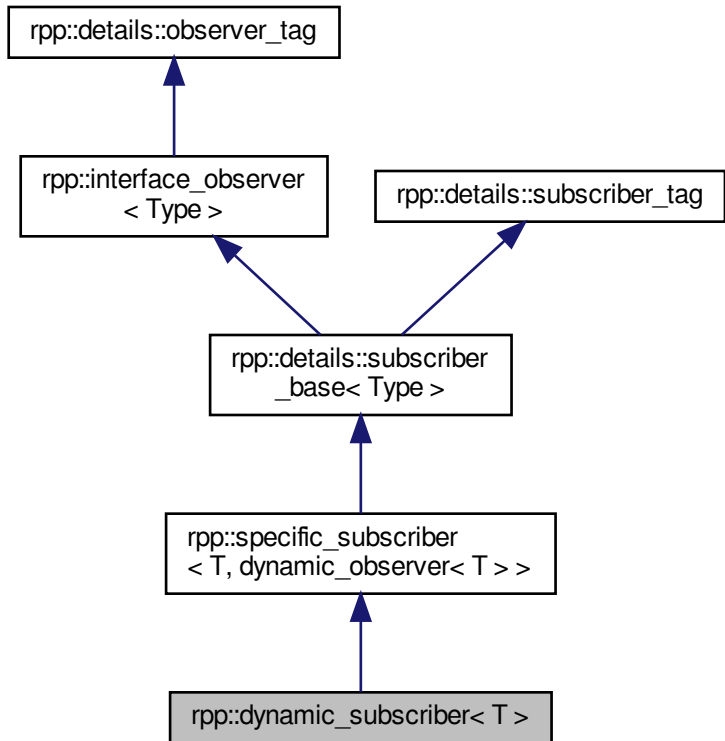 rpp::details::observer_tag
rpp::interface_observer
< Type >
rpp::details::subscriber_tag
rpp::details::subscriber
_base< Type >
rpp::specific_subscriber
< T, dynamic_observer< T > >
rpp::dynamic_subscriber< T >